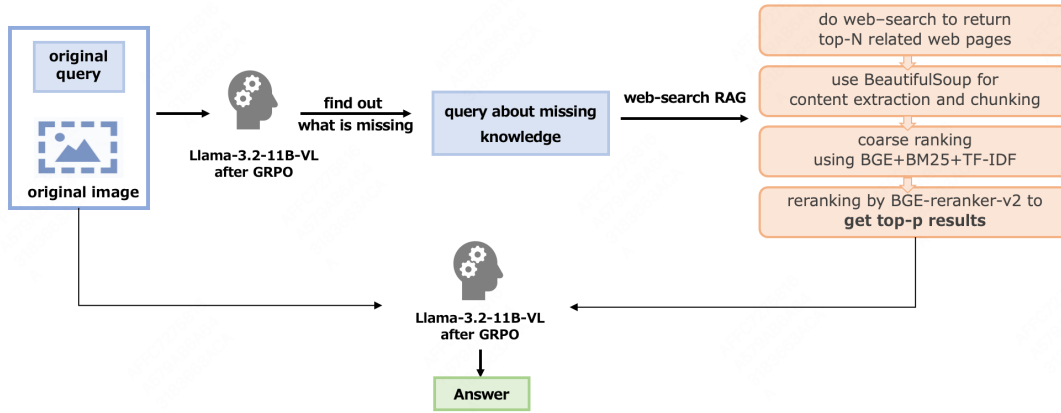 original
query
original image
Llama-3.2-11B-VL
after GRPO
find out
what is missing
query about missing
knowledge
web-search RAG
do web–search to return
top-N related web pages
use BeautifulSoup for
content extraction and chunking
coarse ranking
using BGE+BM25+TF-IDF
reranking by BGE-reranker-v2 to
get top-p results
Llama-3.2-11B-VL
after GRPO
Answer